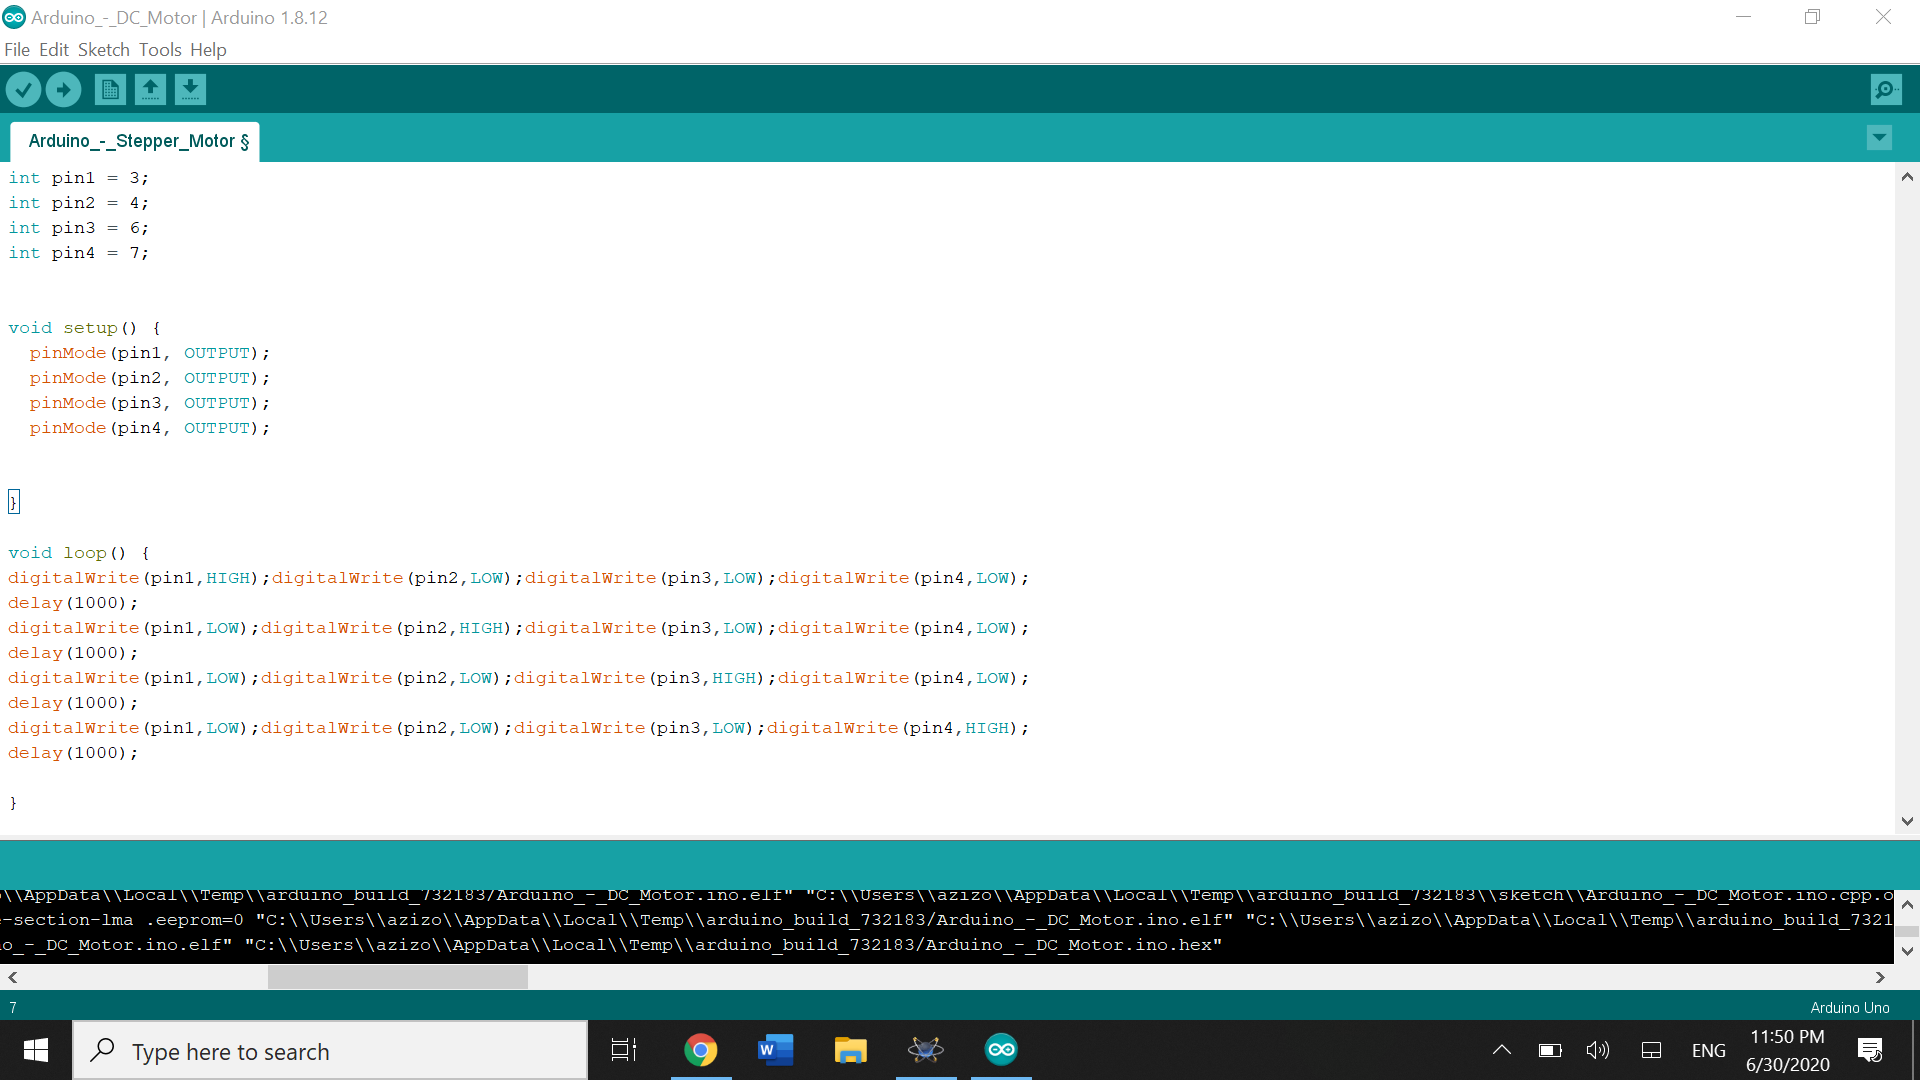 Arduino_-_DC_Motor | Arduino 1.8.12
File Edit Sketch Tools Help
Arduino_-_Stepper_Motor §
int pin1 = 3;
int pin2 = 4;
int pin3 = 6;
int pin4 = 7;
void setup() {
pinMode(pin1, OUTPUT);
pinMode(pin2, OUTPUT);
pinMode(pin3, OUTPUT);
pinMode(pin4, OUTPUT);
}
void loop() {
digitalWrite(pin1,HIGH);digitalWrite(pin2,LOW);digitalWrite(pin3,LOW);digitalWrite(pin4,LOW);
delay(1000);
digitalWrite(pin1,LOW);digitalWrite(pin2,HIGH);digitalWrite(pin3,LOW);digitalWrite(pin4,LOW);
delay(1000);
digitalWrite(pin1,LOW);digitalWrite(pin2,LOW);digitalWrite(pin3,HIGH);digitalWrite(pin4,LOW);
delay(1000);
digitalWrite(pin1,LOW);digitalWrite(pin2,LOW);digitalWrite(pin3,LOW);digitalWrite(pin4,HIGH);
delay(1000);
}
\\AppData\\Local\\Temp\\arduino_build_732183/Arduino_-_DC_Motor.ino.elf" "C:\\Users\\azizo\\AppData\\Local\\Temp\\arduino_build_732183\\sketch\\Arduino_-_DC_Motor.ino.cpp.o
-section-lma .eeprom=0 "C:\\Users\\azizo\\AppData\\Local\\Temp\\arduino_build_732183/Arduino_-_DC_Motor.ino.elf" "C:\\Users\\azizo\\AppData\\Local\\Temp\\arduino_build_7321
o_-_DC_Motor.ino.elf" "C:\\Users\\azizo\\AppData\\Local\\Temp\\arduino_build_732183/Arduino_-_DC_Motor.ino.hex"
7
Arduino Uno
Type here to search
W
ENG
11:50 PM
6/30/2020